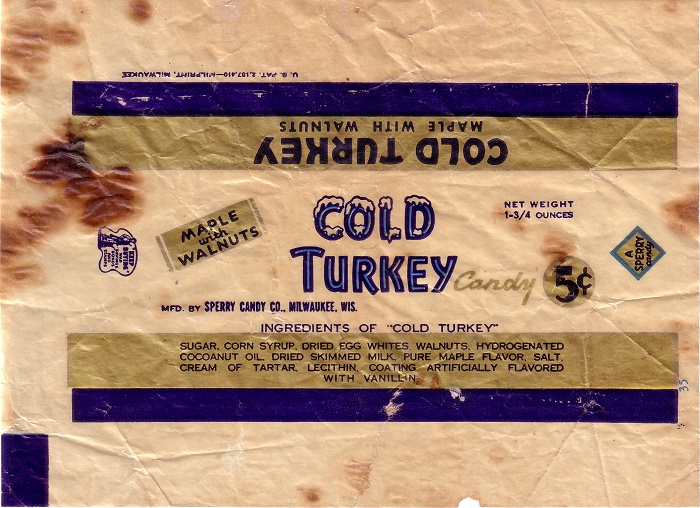 U. S. PAT. 2,187,410—MILPRINT, MILWAUKEE
MAPLE WITH WALNUTS
COLD TURKEY
MAPLE
with
WALNUTS
COLD
TURKEY
Candy
5¢
NET WEIGHT
1-3/4 OUNCES
A
SPERRY
candy
MFD. BY SPERRY CANDY CO., MILWAUKEE, WIS.
INGREDIENTS OF "COLD TURKEY"
SUGAR, CORN SYRUP, DRIED EGG WHITES, WALNUTS, HYDROGENATED
COCOANUT OIL, DRIED SKIMMED MILK, PURE MAPLE FLAVOR, SALT,
CREAM OF TARTAR, LECITHIN, COATING ARTIFICIALLY FLAVORED
WITH VANILLIN.
35